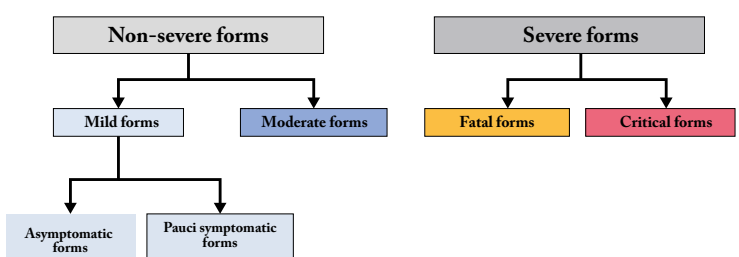 Non-severe forms
Severe forms
Mild forms
Moderate forms
Fatal forms
Critical forms
Asymptomatic
forms
Pauci symptomatic
forms